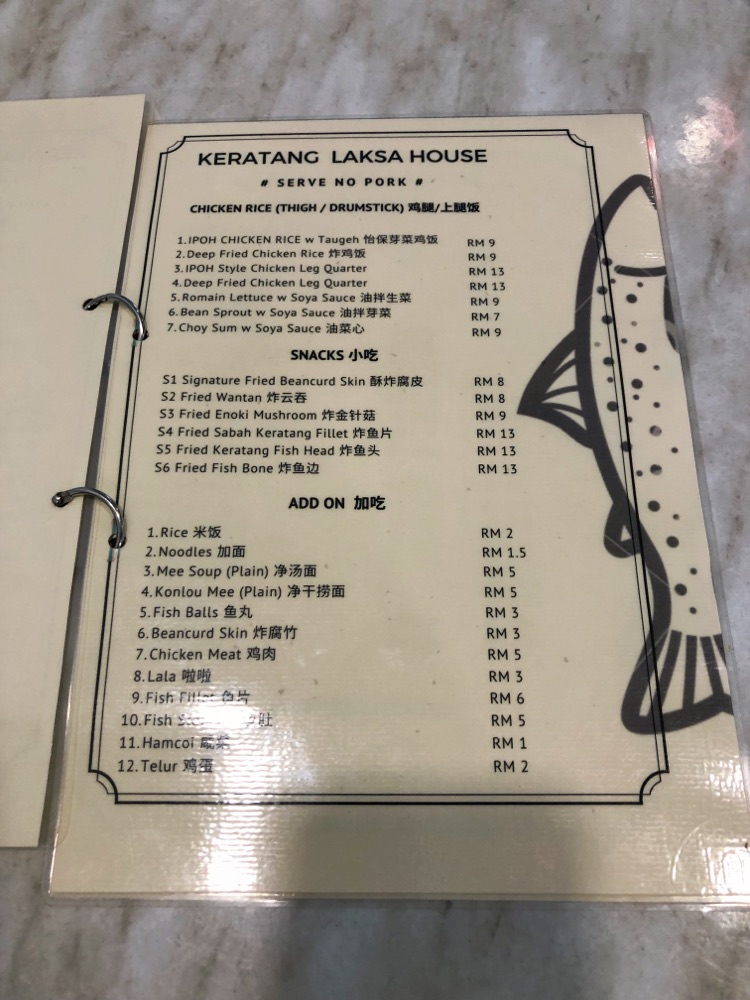 KERATANG LAKSA HOUSE
# SERVE NO PORK #
CHICKEN RICE (THIGH / DRUMSTICK) 鸡腿/上腿饭
1.IPOH CHICKEN RICE w Taugeh 怡保芽菜鸡饭 RM 9
2.Deep Fried Chicken Rice 炸鸡饭 RM 9
3.IPOH Style Chicken Leg Quarter RM 13
4.Deep Fried Chicken Leg Quarter RM 13
5.Romain Lettuce w Soya Sauce 油拌生菜 RM 9
6.Bean Sprout w Soya Sauce 油拌芽菜 RM 7
7.Choy Sum w Soya Sauce 油菜心 RM 9
SNACKS 小吃
S1 Signature Fried Beancurd Skin 酥炸腐皮 RM 8
S2 Fried Wantan 炸云吞 RM 8
S3 Fried Enoki Mushroom 炸金针菇 RM 9
S4 Fried Sabah Keratang Fillet 炸鱼片 RM 13
S5 Fried Keratang Fish Head 炸鱼头 RM 13
S6 Fried Fish Bone 炸鱼边 RM 13
ADD ON 加吃
1.Rice 米饭 RM 2
2.Noodles 加面 RM 1.5
3.Mee Soup (Plain) 净汤面 RM 5
4.Konlou Mee (Plain) 净干捞面 RM 5
5.Fish Balls 鱼丸 RM 3
6.Beancurd Skin 炸腐竹 RM 3
7.Chicken Meat 鸡肉 RM 5
8.Lala 啦啦 RM 3
9.Fish Fillet 鱼片 RM 6
10.Fish RM 5
11.Hamcoi RM 1
12.Telur 鸡蛋 RM 2